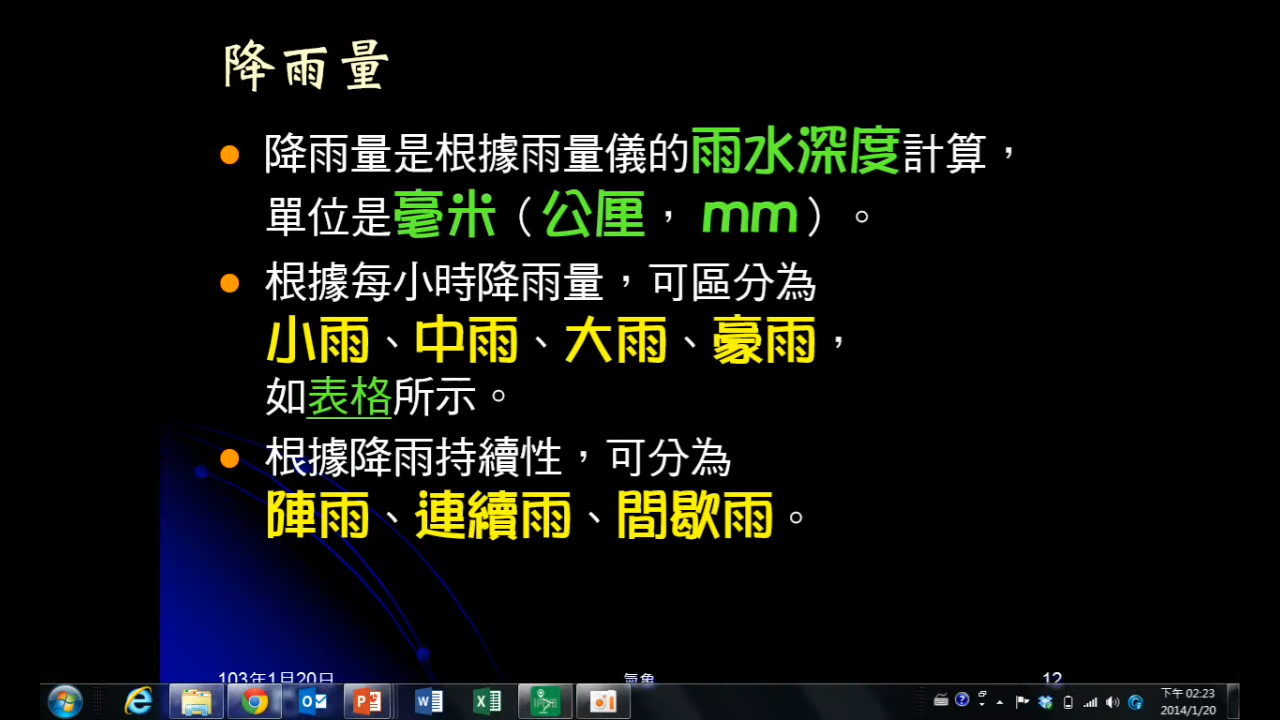 降雨量
降雨量是根據雨量儀的雨水深度計算，
單位是毫米（公厘， mm）。
根據每小時降雨量，可區分為
小雨、中雨、大雨、豪雨，
如表格所示。
根據降雨持續性，可分為
陣雨、連續雨、間歇雨。
103年1月20日 氣象 12
下午 02:23
2014/1/20